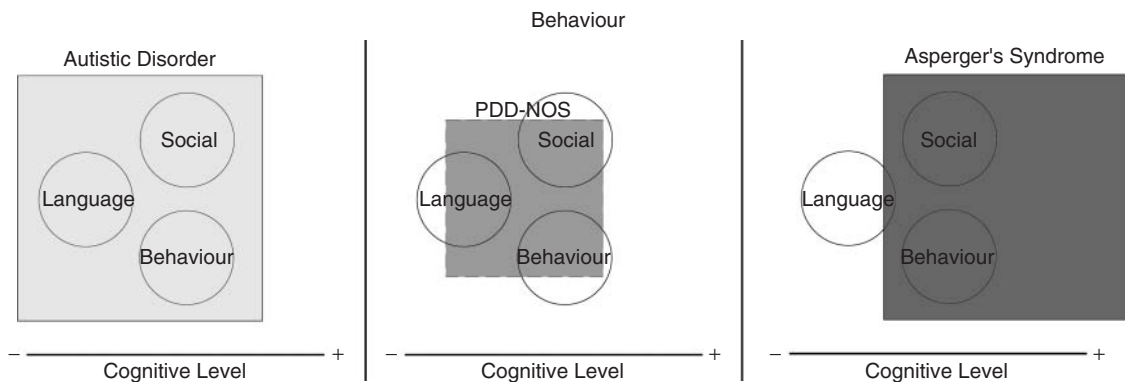 Behaviour
Autistic Disorder
Social
Language
Behaviour
− +
Cognitive Level
PDD-NOS
Social
Language
Behaviour
− +
Cognitive Level
Asperger's Syndrome
Social
Language
Behaviour
− +
Cognitive Level